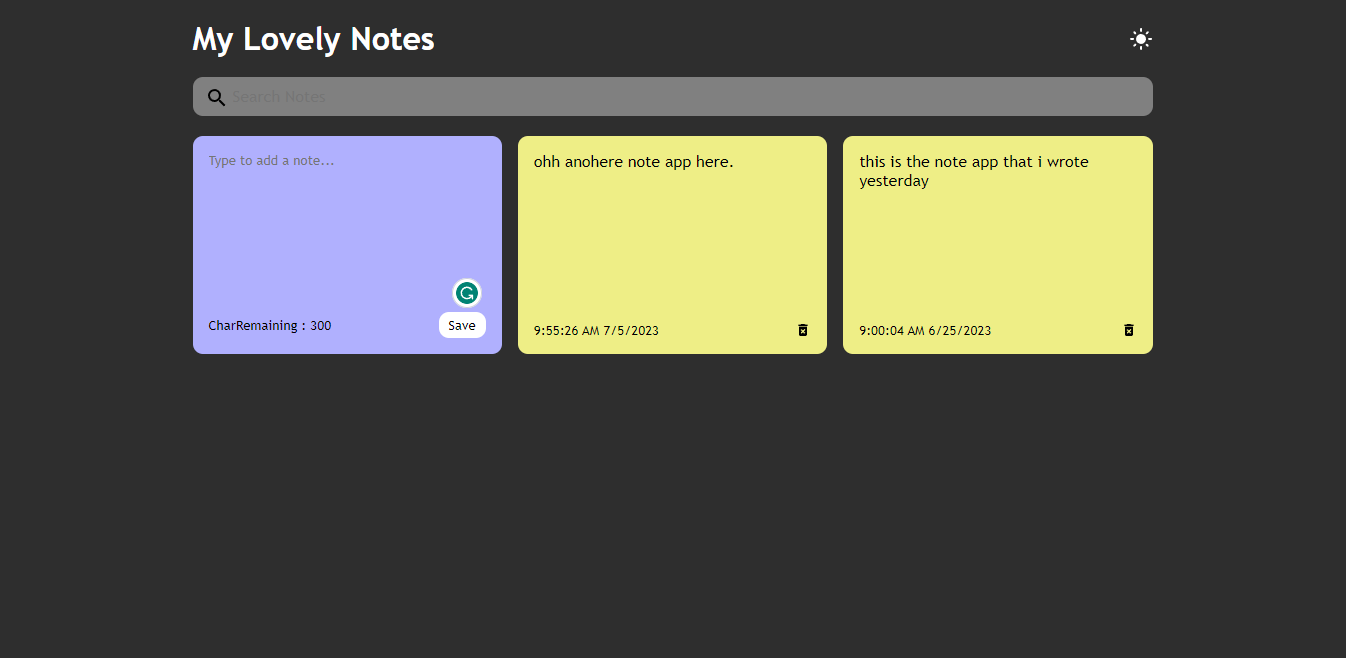 My Lovely Notes
Search Notes
Type to add a note...
CharRemaining : 300
Save
ohh anohere note app here.
9:55:26 AM 7/5/2023
this is the note app that i wrote
yesterday
9:00:04 AM 6/25/2023